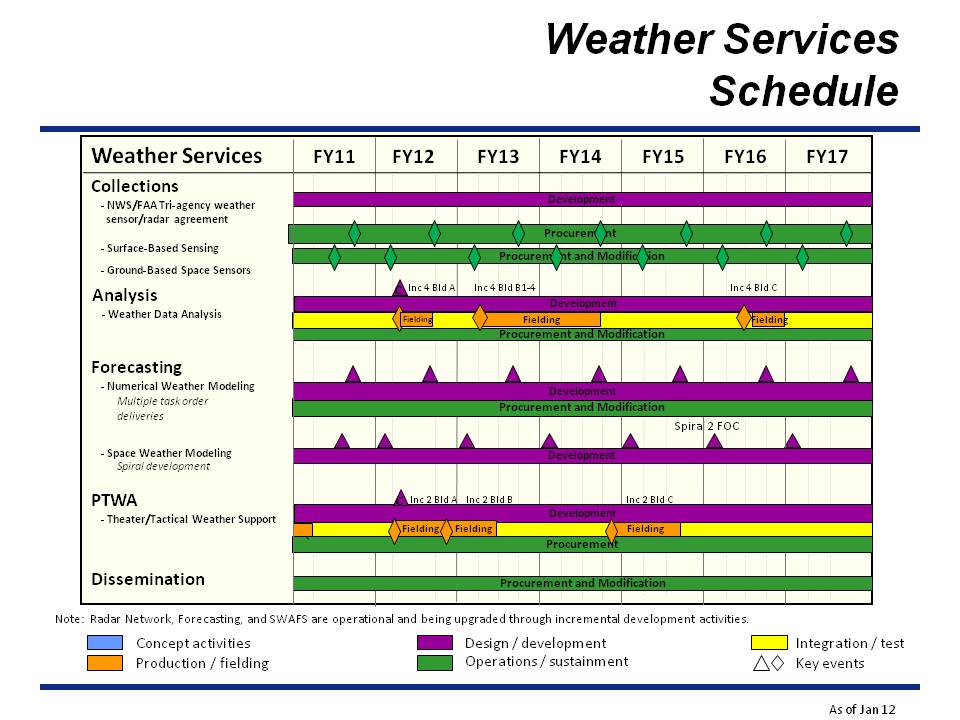 Weather Services
Schedule
Weather Services FY11 FY12 FY13 FY14 FY15 FY16 FY17
Collections
- NWS/FAA Tri-agency weather
sensor/radar agreement
Development
Procurement
- Surface-Based Sensing
Procurement and Modification
- Ground-Based Space Sensors
Inc 4 Bld A Inc 4 Bld B1-4 Inc 4 Bld C
Analysis
Development
- Weather Data Analysis
Fielding Fielding Fielding
Procurement and Modification
Forecasting
- Numerical Weather Modeling
Development
Multiple task order
deliveries
Procurement and Modification
Spiral 2 FOC
- Space Weather Modeling
Development
Spiral development
PTWA
Inc 2 Bld A Inc 2 Bld B Inc 2 Bld C
Development
- Theater/Tactical Weather Support
Fielding Fielding Fielding
Procurement
Dissemination
Procurement and Modification
Note: Radar Network, Forecasting, and SWAFS are operational and being upgraded through incremental development activities.
Concept activities Design / development Integration / test
Production / fielding Operations / sustainment Key events
As of Jan 12